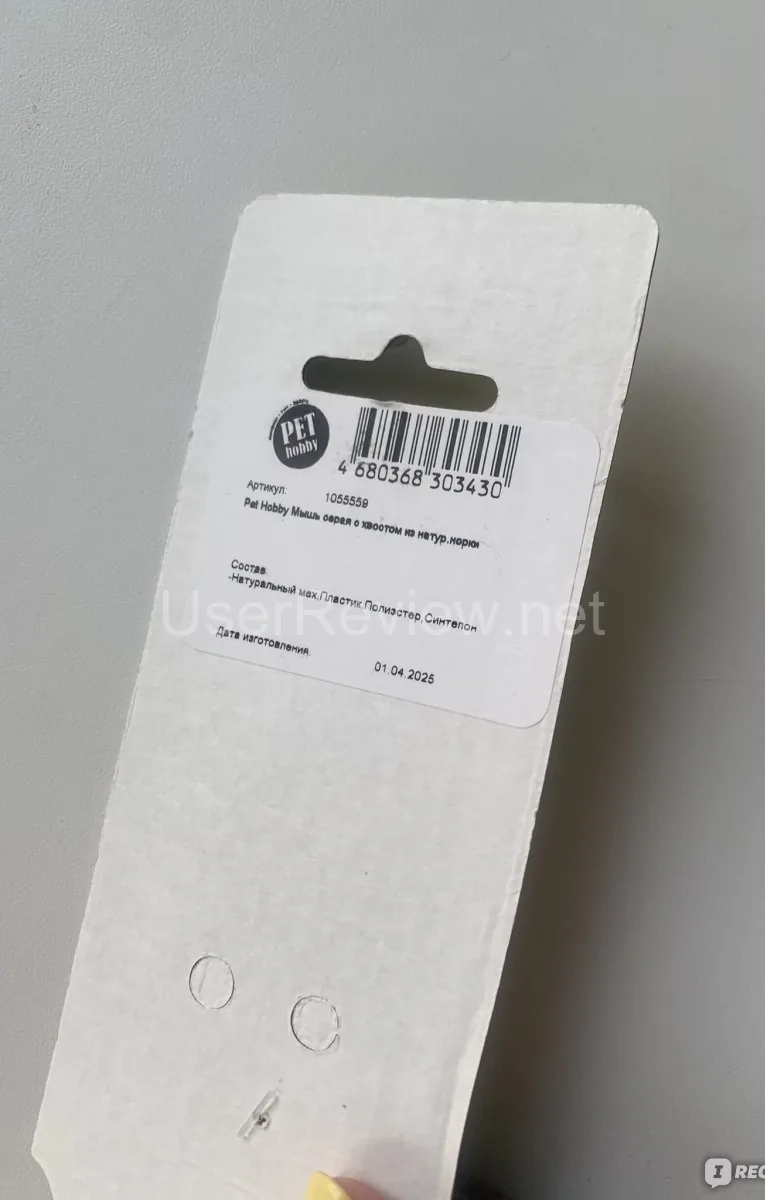 PET
hobby
4 680368 303430
Артикул: 1055559
Pet Hobby Мышь серая с хвостом из натур.норки
Состав:
-Натуральный мех,Пластик,Полиэстер,Синтепон
UserReview.net
Дата изготовления: 01.04.2025
I REC